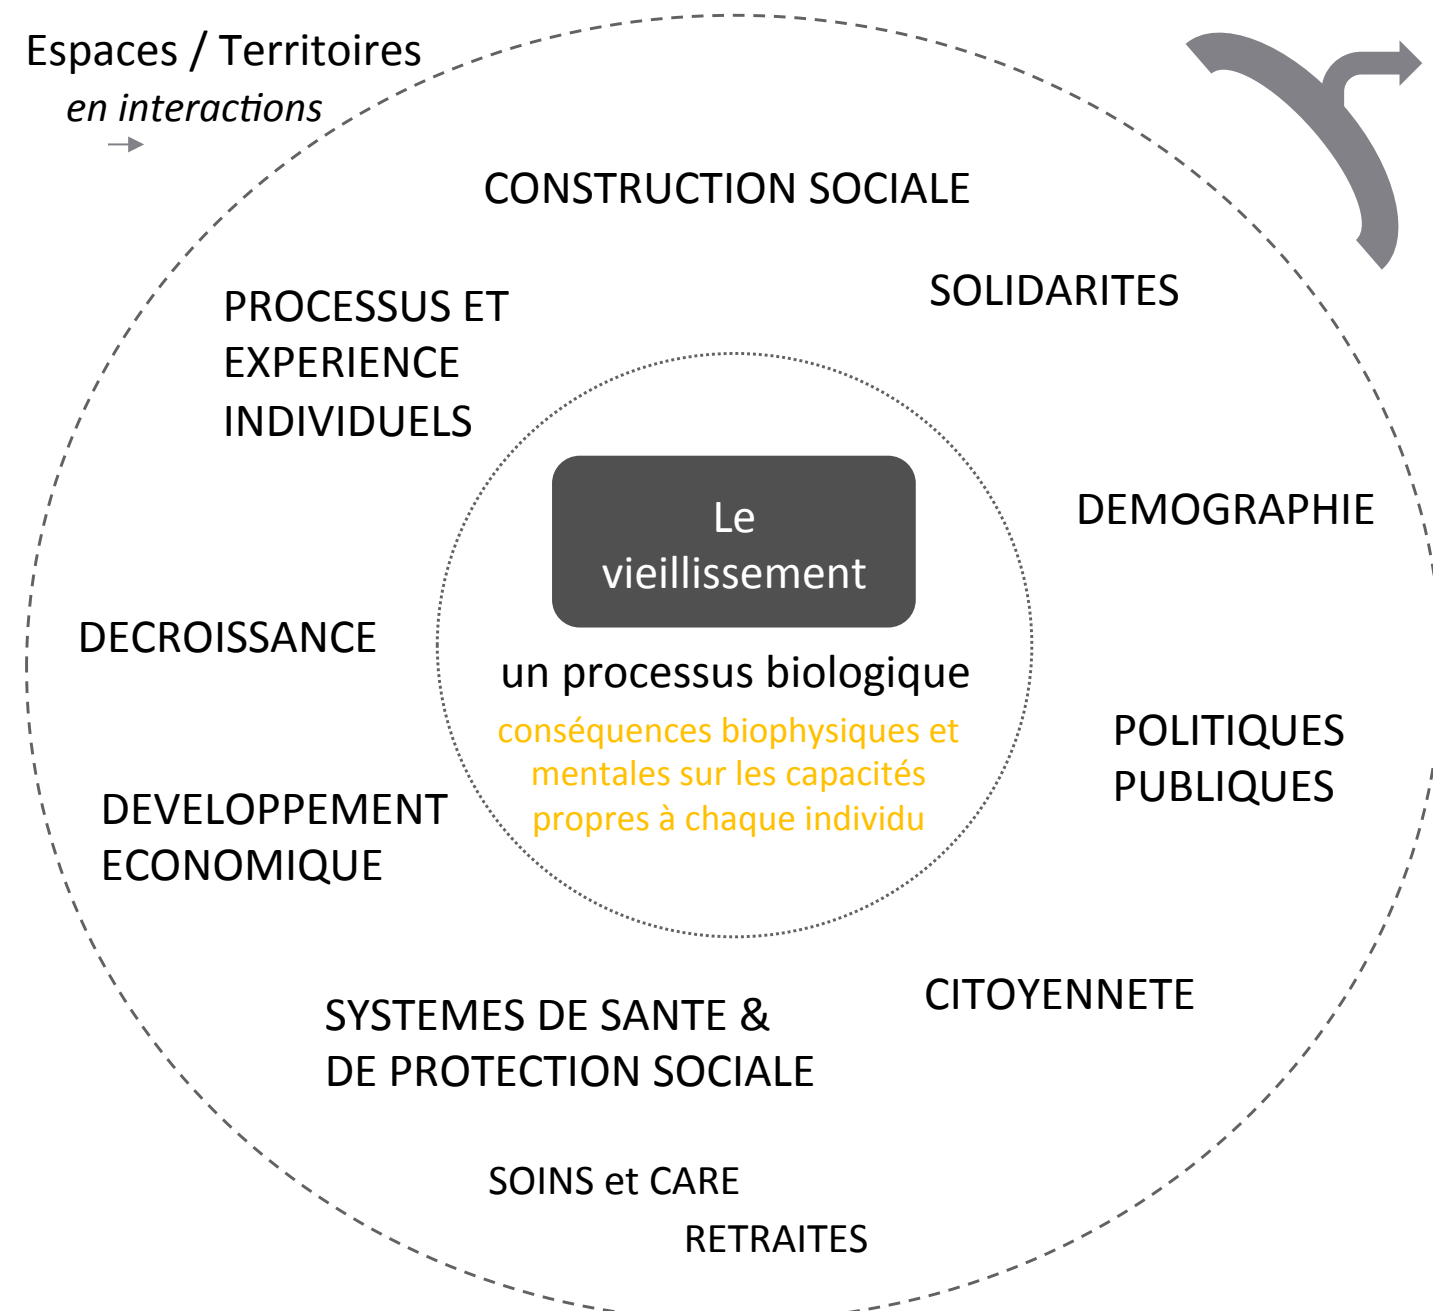 Espaces / Territoires
en interactions
CONSTRUCTION SOCIALE
SOLIDARITES
PROCESSUS ET
EXPERIENCE
INDIVIDUELS
Le
vieillissement
DEMOGRAPHIE
DECROISSANCE
un processus biologique
conséquences biophysiques et
mentales sur les capacités
propres à chaque individu
POLITIQUES
PUBLIQUES
DEVELOPPEMENT
ECONOMIQUE
CITOYENNETE
SYSTEMES DE SANTE &
DE PROTECTION SOCIALE
SOINS et CARE
RETRAITES